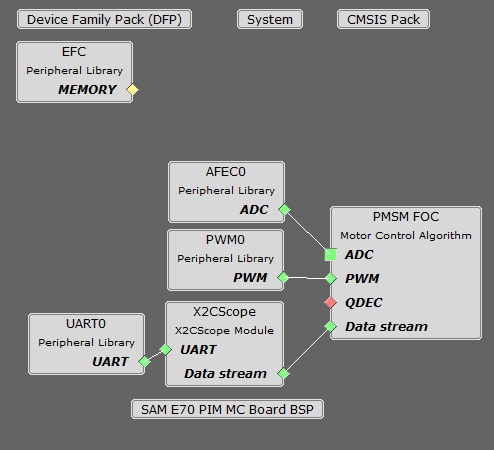 Device Family Pack (DFP)
System
CMSIS Pack
EFC
Peripheral Library
MEMORY
AFEC0
Peripheral Library
ADC
PWM0
Peripheral Library
PWM
PMSM FOC
Motor Control Algorithm
ADC
PWM
QDEC
Data stream
X2CScope
X2CScope Module
UART
Data stream
UART0
Peripheral Library
UART
SAM E70 PIM MC Board BSP